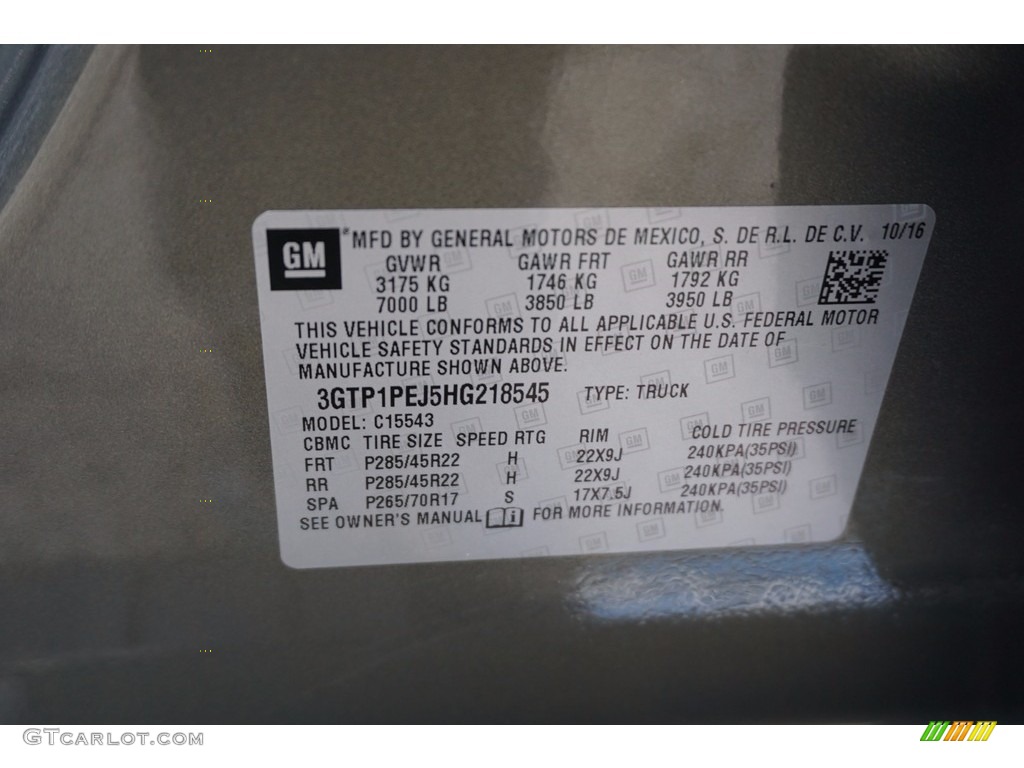 GM
*MFD BY GENERAL MOTORS DE MEXICO, S. DE R.L. DE C.V. 10/16
GVWR GAWR FRT GAWR RR
3175 KG 1746 KG 1792 KG
7000 LB 3850 LB 3950 LB
THIS VEHICLE CONFORMS TO ALL APPLICABLE U.S. FEDERAL MOTOR
VEHICLE SAFETY STANDARDS IN EFFECT ON THE DATE OF
MANUFACTURE SHOWN ABOVE.
3GTP1PEJ5HG218545 TYPE: TRUCK
MODEL: C15543
CBMC TIRE SIZE SPEED RTG RIM COLD TIRE PRESSURE
FRT P285/45R22 H 22X9J 240KPA(35PSI)
RR P285/45R22 H 22X9J 240KPA(35PSI)
SPA P265/70R17 S 17X7.5J 240KPA(35PSI)
SEE OWNER'S MANUAL FOR MORE INFORMATION.
GTCarlot.com